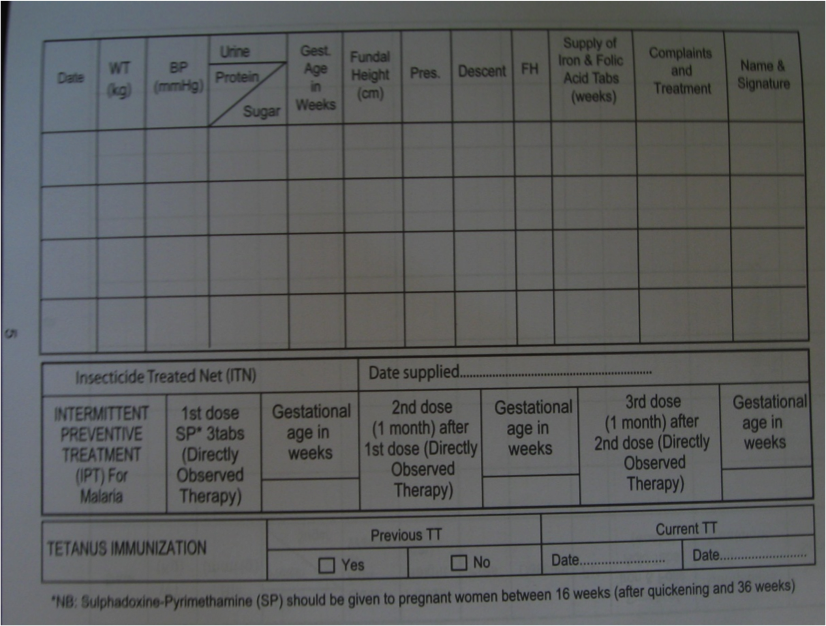 Date
WT
(kg)
BP
(mmHg)
Urine
Protein
Sugar
Gest.
Age
in
Weeks
Fundal
Height
(cm)
Pres.
Descent
FH
Supply of
Iron & Folic
Acid Tabs
(weeks)
Complaints
and
Treatment
Name &
Signature
5
Insecticide Treated Net (ITN)
Date supplied.........................................................
INTERMITTENT
PREVENTIVE
TREATMENT
(IPT) For
Malaria
1st dose
SP* 3tabs
(Directly
Observed
Therapy)
Gestational
age in
weeks
2nd dose
(1 month) after
1st dose (Directly
Observed
Therapy)
Gestational
age in
weeks
3rd dose
(1 month) after
2nd dose (Directly
Observed
Therapy)
Gestational
age in
weeks
TETANUS IMMUNIZATION
Previous TT
Yes
No
Current TT
Date.........................
Date.........................
*NB: Sulphadoxine-Pyrimethamine (SP) should be given to pregnant women between 16 weeks (after quickening and 36 weeks)